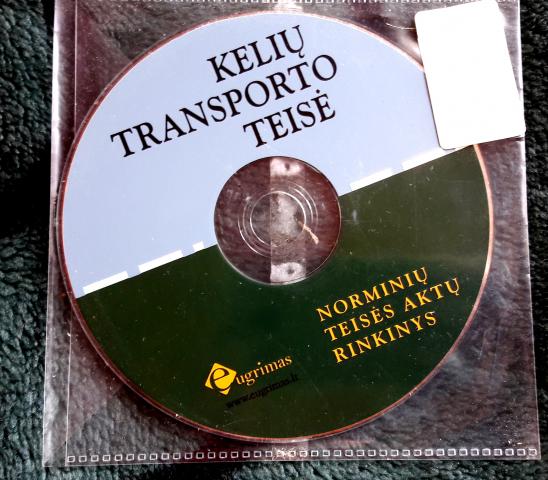 KELIŲ
TRANSPORTO
TEISĖ
NORMINIŲ
TEISĖS AKTŲ
RINKINYS
eugrimas
www.eugrimas.lt